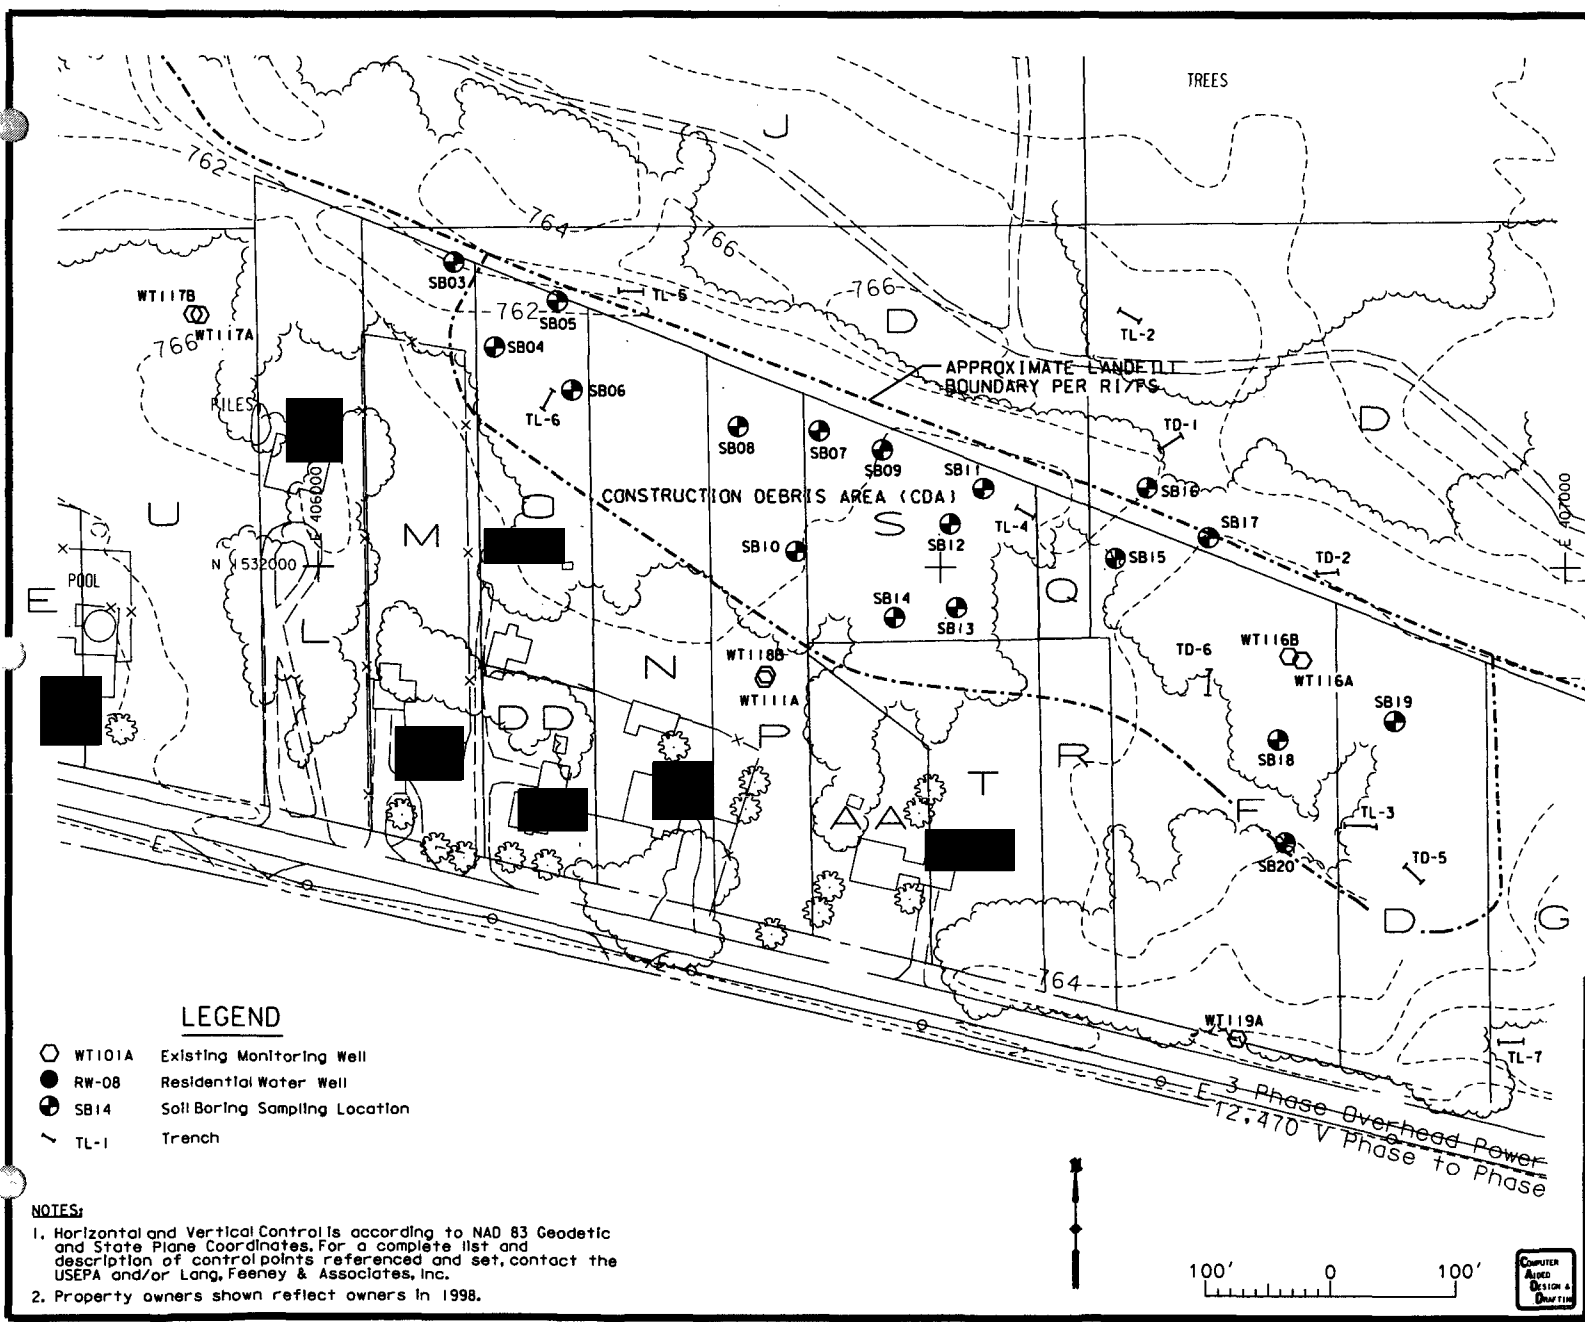 TREES
J
762
764
766
WT117B
WT117A
766
SB03
762
SB05
TL-5
SB04
SB06
TL-6
766
D
TL-2
APPROXIMATE LANDFILL
BOUNDARY PER RI/FS
D
TD-1
PILES
SB08
SB07
SB09
SB11
SB16
CONSTRUCTION DEBRIS AREA (CDA)
E 406000
E 407000
U
M
O
S
TL-4
SB17
SB12
SB10
SB15
TD-2
N 1532000
POOL
E
L
Q
SB14
SB13
N
WT118B
WT111A
TD-6
WT116B
WT116A
SB19
DD
P
R
SB18
T
F
AA
TL-3
SB20
TD-5
E
D
G
764
E
WT119A
TL-7
E 3 Phase Overhead Power
12,470 V Phase to Phase
LEGEND
WT101A Existing Monitoring Well
RW-08 Residential Water Well
SB14 Soil Boring Sampling Location
TL-1 Trench
NOTES:
1. Horizontal and Vertical Control is according to NAD 83 Geodetic
and State Plane Coordinates. For a complete list and
description of control points referenced and set, contact the
USEPA and/or Lang, Feeney & Associates, Inc.
2. Property owners shown reflect owners in 1998.
100' 0 100'
COMPUTER
AIDED
DESIGN &
DRAFTING